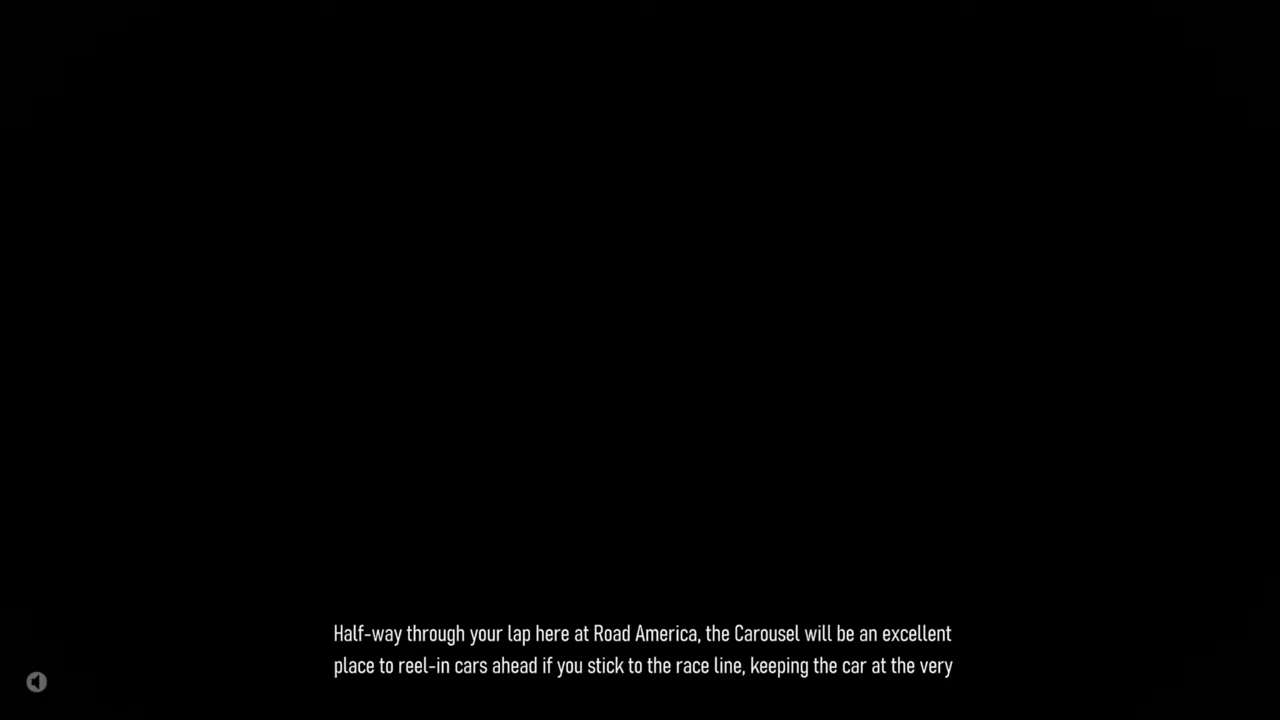 Half-way through your lap here at Road America, the Carousel will be an excellent
place to reel-in cars ahead if you stick to the race line, keeping the car at the very